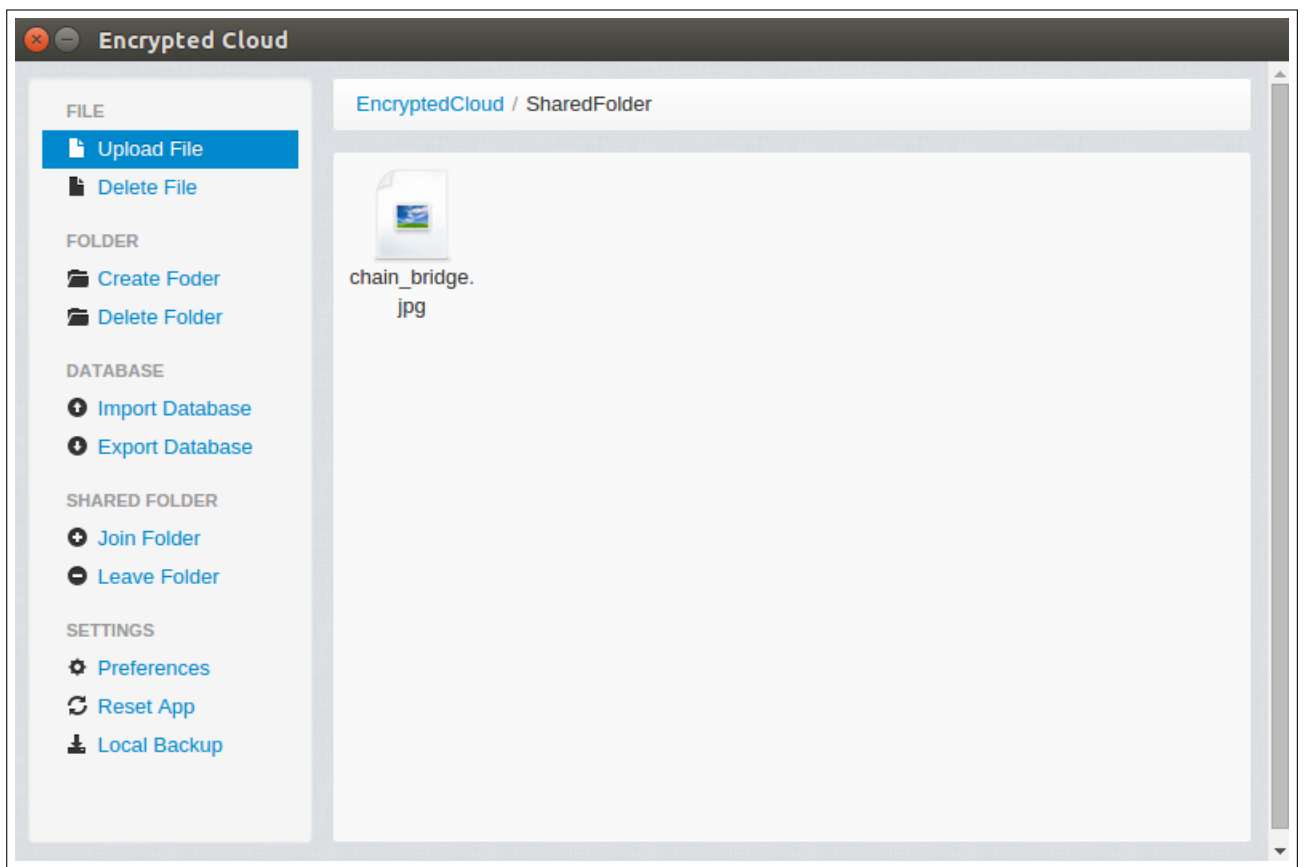 Encrypted Cloud
FILE
Upload File
Delete File
FOLDER
Create Foder
Delete Folder
DATABASE
Import Database
Export Database
SHARED FOLDER
Join Folder
Leave Folder
SETTINGS
Preferences
Reset App
Local Backup
EncryptedCloud / SharedFolder
chain_bridge.
jpg